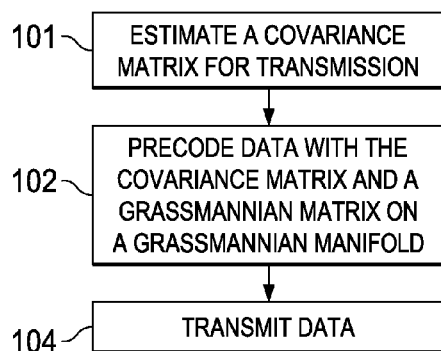 101
ESTIMATE A COVARIANCE
MATRIX FOR TRANSMISSION
102
PRECODE DATA WITH THE
COVARIANCE MATRIX AND A
GRASSMANNIAN MATRIX ON
A GRASSMANNIAN MANIFOLD
104
TRANSMIT DATA